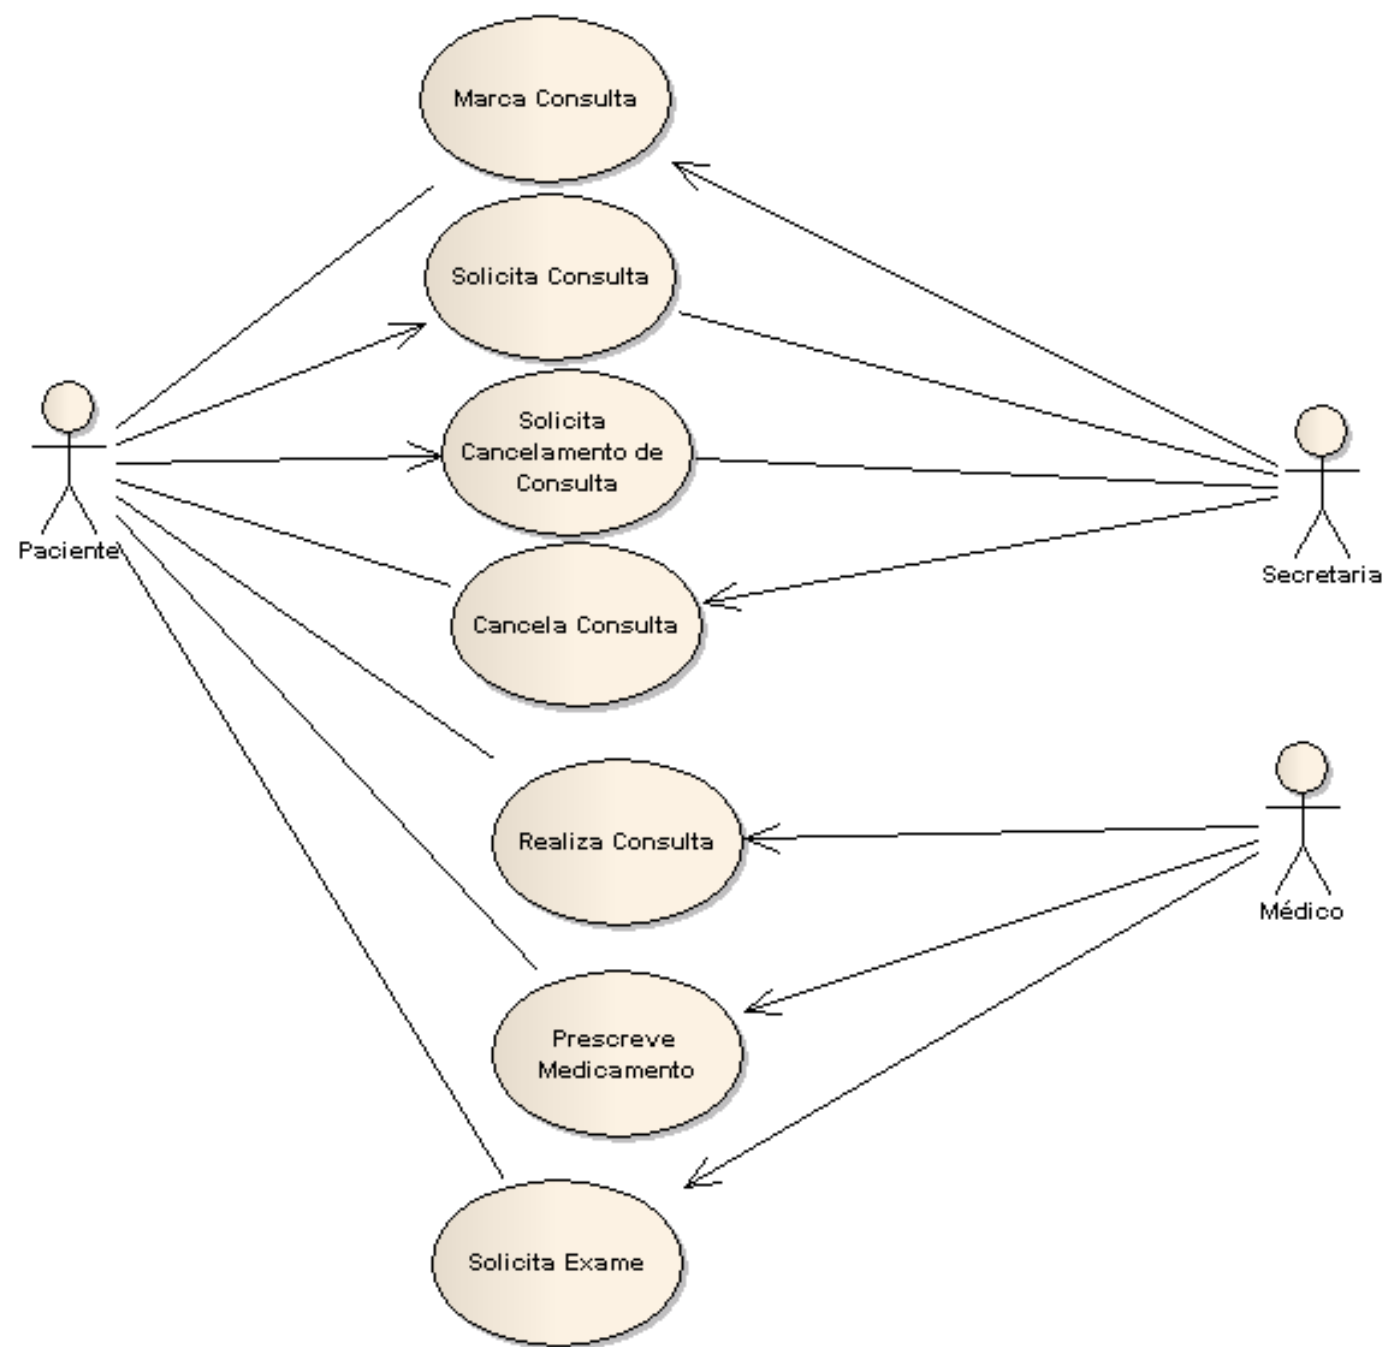 Marca Consulta
Solicita Consulta
Solicita
Cancelamento de
Consulta
Paciente
Secretaria
Cancela Consulta
Realiza Consulta
Médico
Prescreve
Medicamento
Solicita Exame